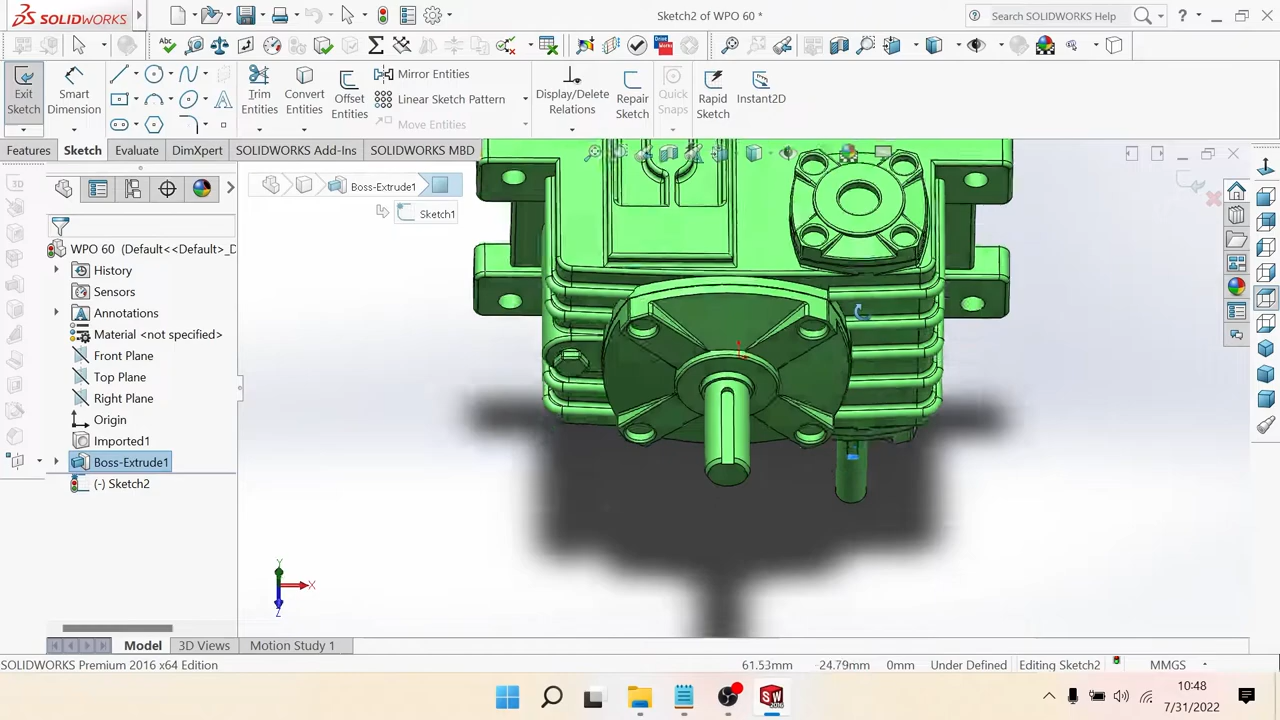 SOLIDWORKS
Sketch2 of WPO 60 *
Search SOLIDWORKS Help
Exit Sketch
Smart Dimension
Trim Entities
Convert Entities
Offset Entities
Mirror Entities
Linear Sketch Pattern
Move Entities
Display/Delete Relations
Repair Sketch
Quick Snaps
Rapid Sketch
Instant2D
Features
Sketch
Evaluate
DimXpert
SOLIDWORKS Add-Ins
SOLIDWORKS MBD
Boss-Extrude1
Sketch1
WPO 60 (Default<<Default>_D
History
Sensors
Annotations
Material <not specified>
Front Plane
Top Plane
Right Plane
Origin
Imported1
Boss-Extrude1
(-) Sketch2
Y
X
Z
Model
3D Views
Motion Study 1
SOLIDWORKS Premium 2016 x64 Edition
61.53mm
-24.79mm
0mm
Under Defined
Editing Sketch2
MMGS
10:48
7/31/2022